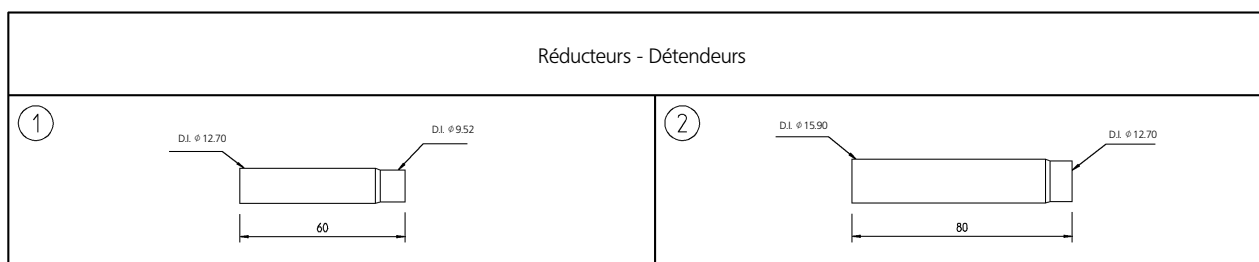 Réducteurs - Détendeurs
1
D.I. ϕ 12.70
D.I. ϕ 9.52
60
2
D.I. ϕ 15.90
D.I. ϕ 12.70
80